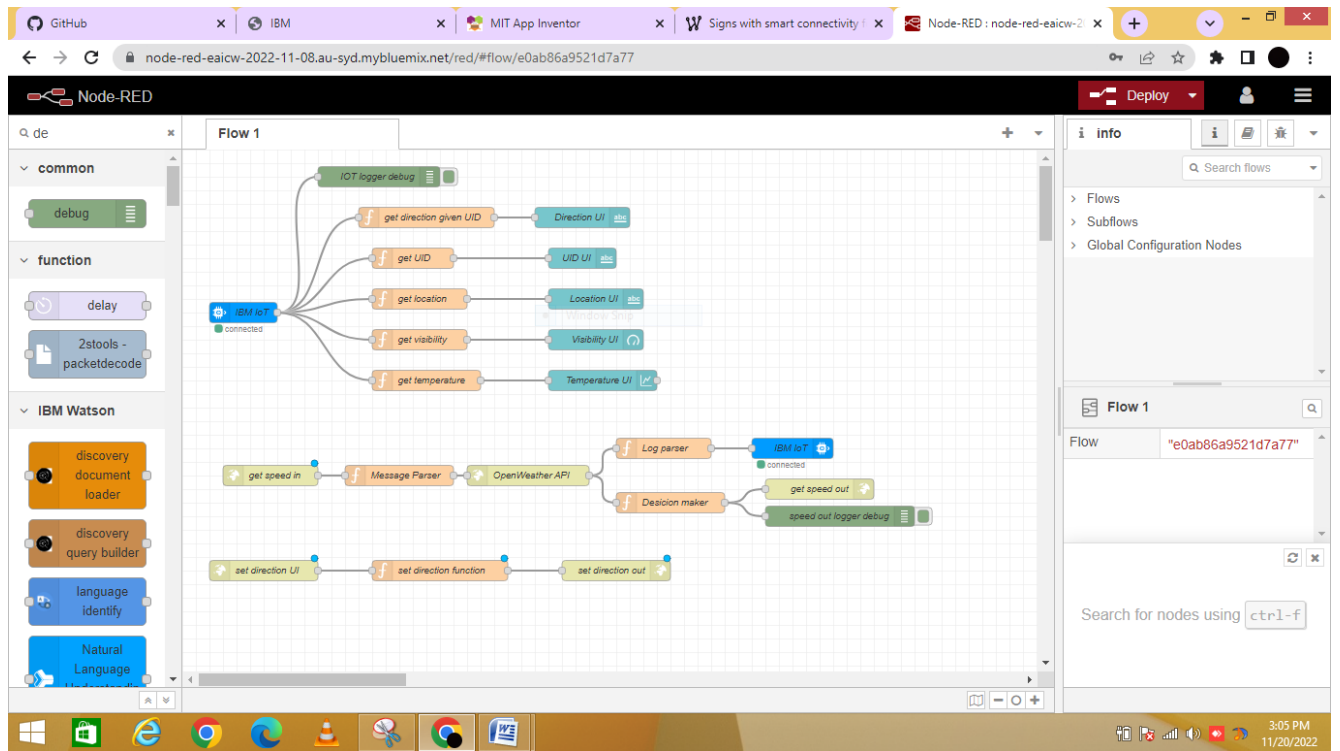 GitHub
IBM
MIT App Inventor
Signs with smart connectivity f
Node-RED : node-red-eaicw-2
node-red-eaicw-2022-11-08.au-syd.mybluemix.net/red/#flow/e0ab86a9521d7a77
Node-RED
Deploy
de
Flow 1
i info
i
common
debug
function
delay
2stools -
packetdecode
IBM Watson
discovery
document
loader
discovery
query builder
language
identify
Natural
Language
Understandin
IOT logger debug
get direction given UID
Direction UI abc
get UID
UID UI abc
get location
Location UI abc
Window Snip
IBM IoT
connected
get visibility
Visibility UI
get temperature
Temperature UI
Log parser
IBM IoT
connected
get speed in
Message Parser
OpenWeather API
get speed out
Desicion maker
speed out logger debug
set direction UI
set direction function
set direction out
Search flows
Flows
Subflows
Global Configuration Nodes
Flow 1
Flow "e0ab86a9521d7a77"
Search for nodes using ctrl-f
3:05 PM
11/20/2022